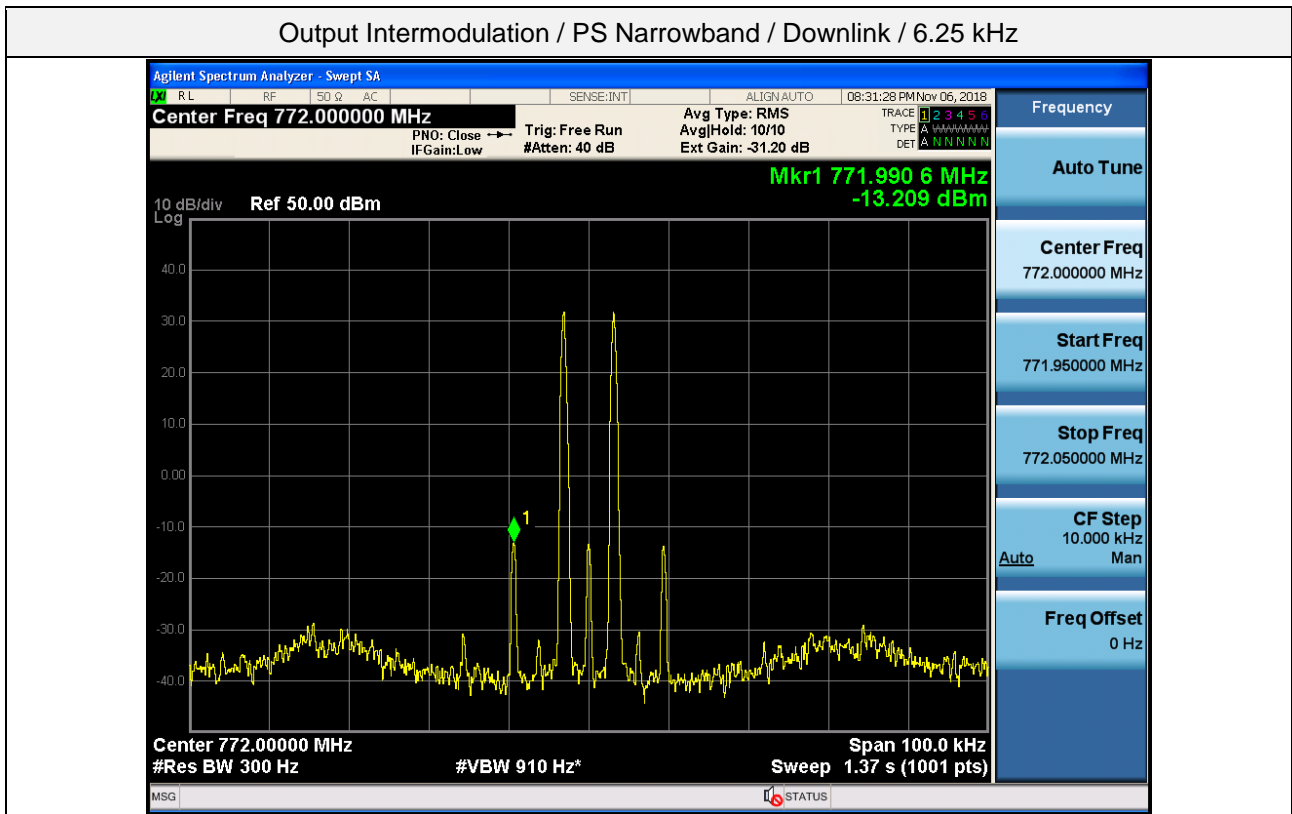 Output Intermodulation / PS Narrowband / Downlink / 6.25 kHz
Agilent Spectrum Analyzer - Swept SA
LXI RL RF 50 Ω AC SENSE:INT ALIGN AUTO 08:31:28 PM Nov 06, 2018
Center Freq 772.000000 MHz
PNO: Close
IFGain:Low
Trig: Free Run
#Atten: 40 dB
Avg Type: RMS
Avg|Hold: 10/10
Ext Gain: -31.20 dB
TRACE 1 2 3 4 5 6
TYPE A WWWWW
DET A N N N N N
Mkr1 771.990 6 MHz
-13.209 dBm
10 dB/div Ref 50.00 dBm
Log
40.0
30.0
20.0
10.0
0.00
-10.0
-20.0
-30.0
-40.0
1
Center 772.00000 MHz
Span 100.0 kHz
#Res BW 300 Hz
#VBW 910 Hz*
Sweep 1.37 s (1001 pts)
MSG
STATUS
Frequency
Auto Tune
Center Freq
772.000000 MHz
Start Freq
771.950000 MHz
Stop Freq
772.050000 MHz
CF Step
10.000 kHz
Auto Man
Freq Offset
0 Hz